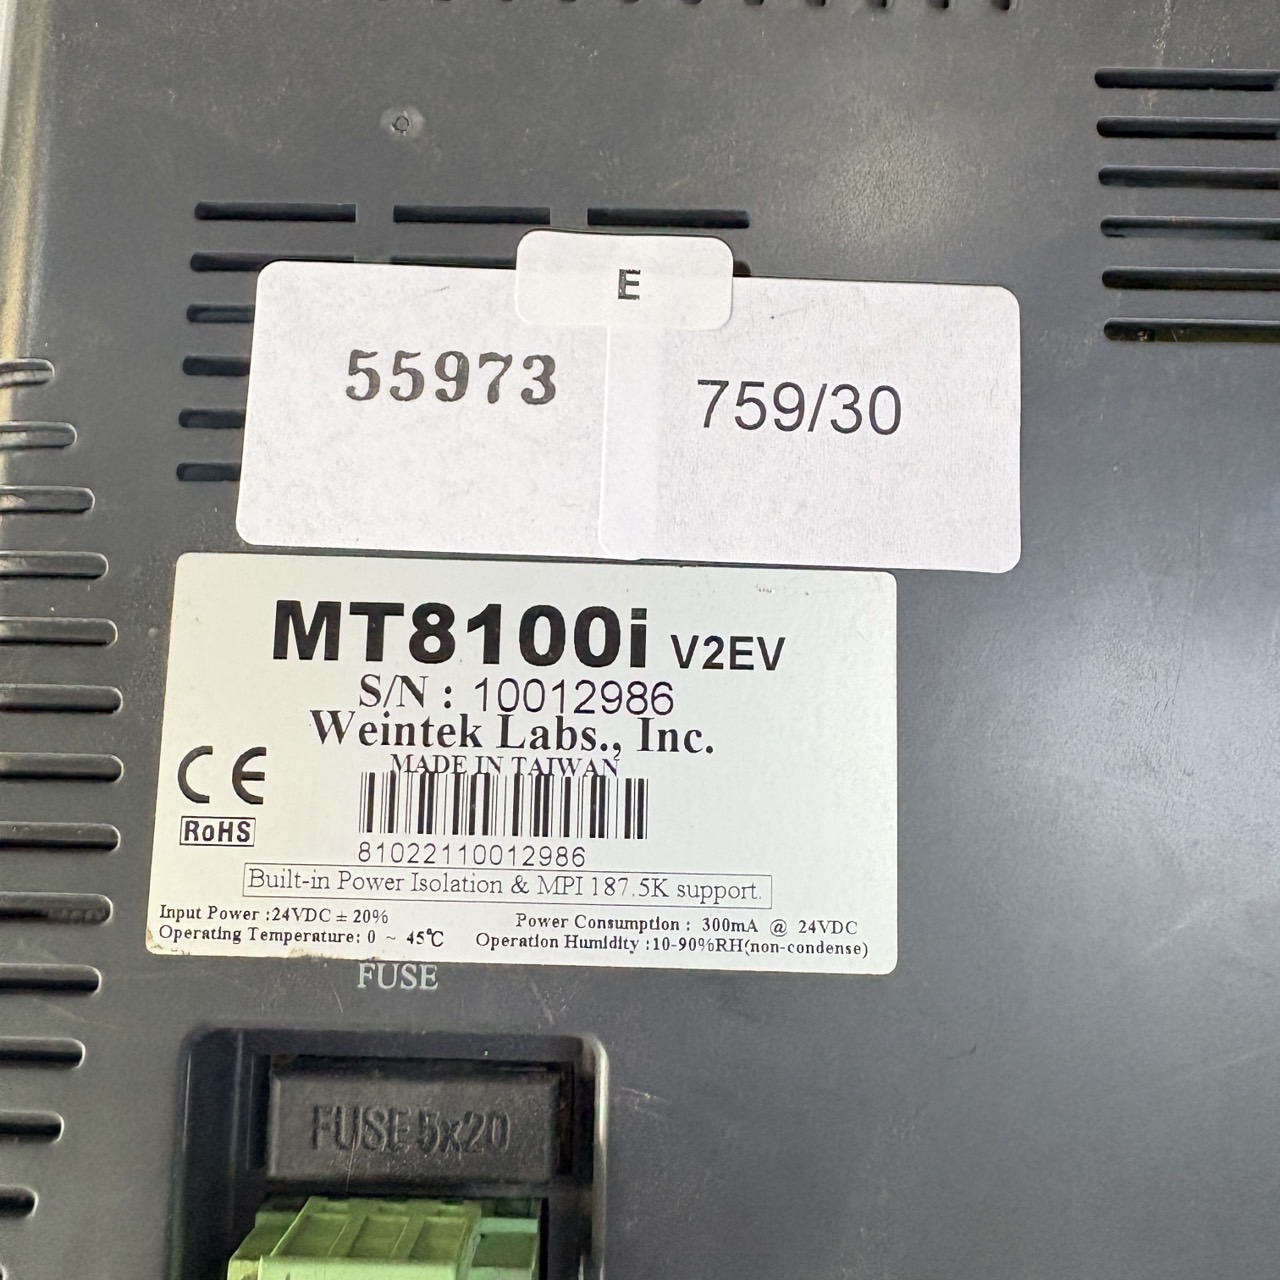 E
55973
759/30
MT8100i V2EV
S/N : 10012986
Weintek Labs., Inc.
MADE IN TAIWAN
CE
RoHS
81022110012986
Built-in Power Isolation & MPI 187.5K support.
Input Power :24VDC ± 20%
Power Consumption : 300mA @ 24VDC
Operating Temperature: 0 ~ 45℃
Operation Humidity :10-90%RH(non-condense)
FUSE
FUSE 5x20